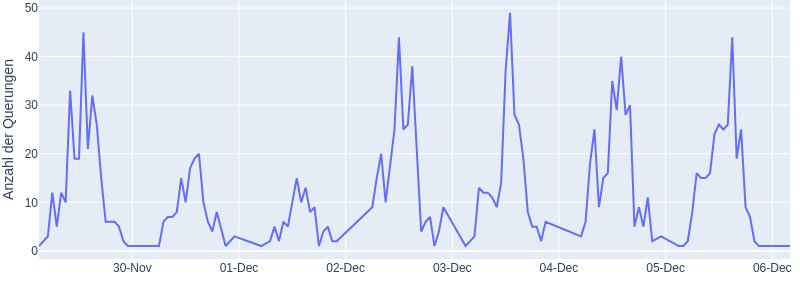 Anzahl der Querungen
50
40
30
20
10
0
30-Nov
01-Dec
02-Dec
03-Dec
04-Dec
05-Dec
06-Dec